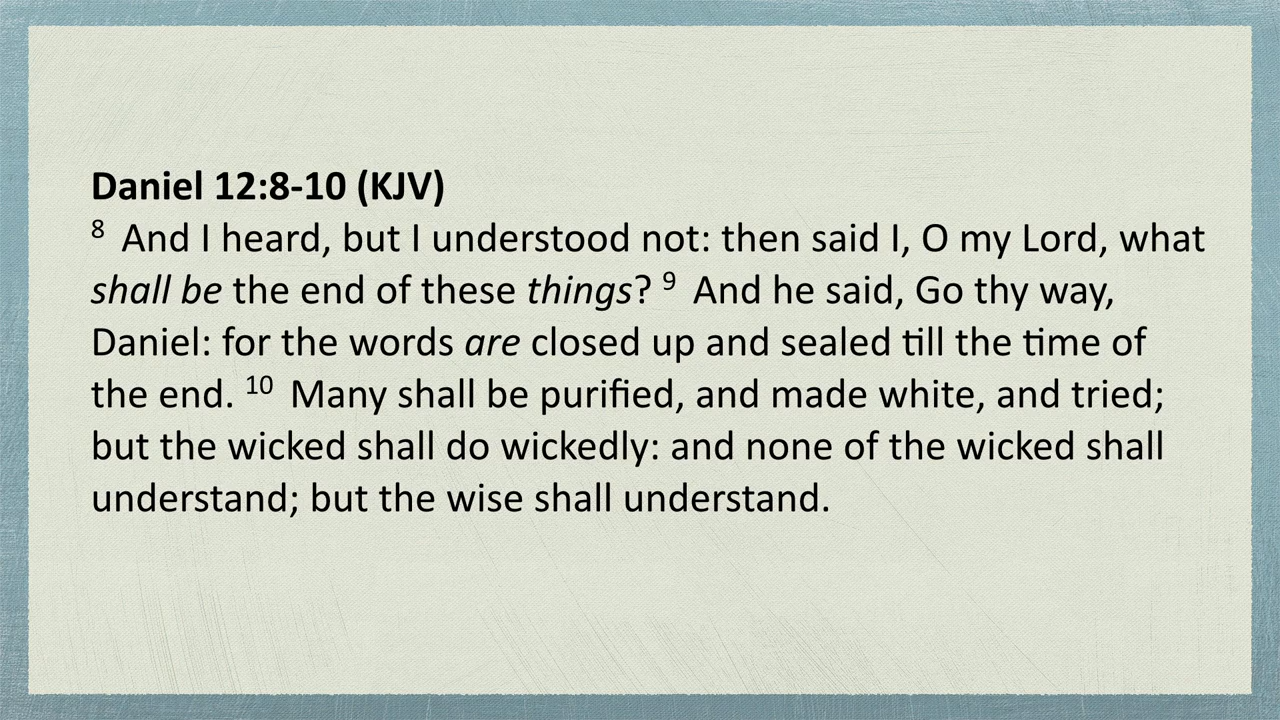 Daniel 12:8-10 (KJV)
8 And I heard, but I understood not: then said I, O my Lord, what
shall be the end of these things? 9 And he said, Go thy way,
Daniel: for the words are closed up and sealed till the time of
the end. 10 Many shall be purified, and made white, and tried;
but the wicked shall do wickedly: and none of the wicked shall
understand; but the wise shall understand.